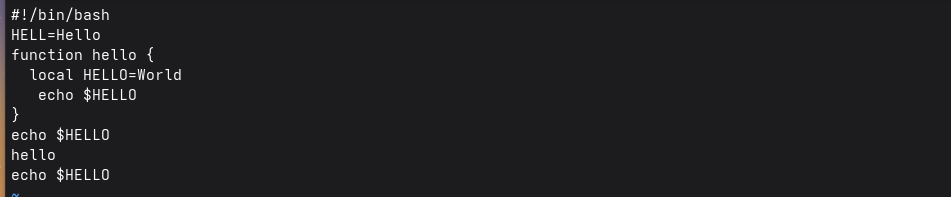 #!/bin/bash
HELL=Hello
function hello {
  local HELLO=World
   echo $HELLO
}
echo $HELLO
hello
echo $HELLO
~